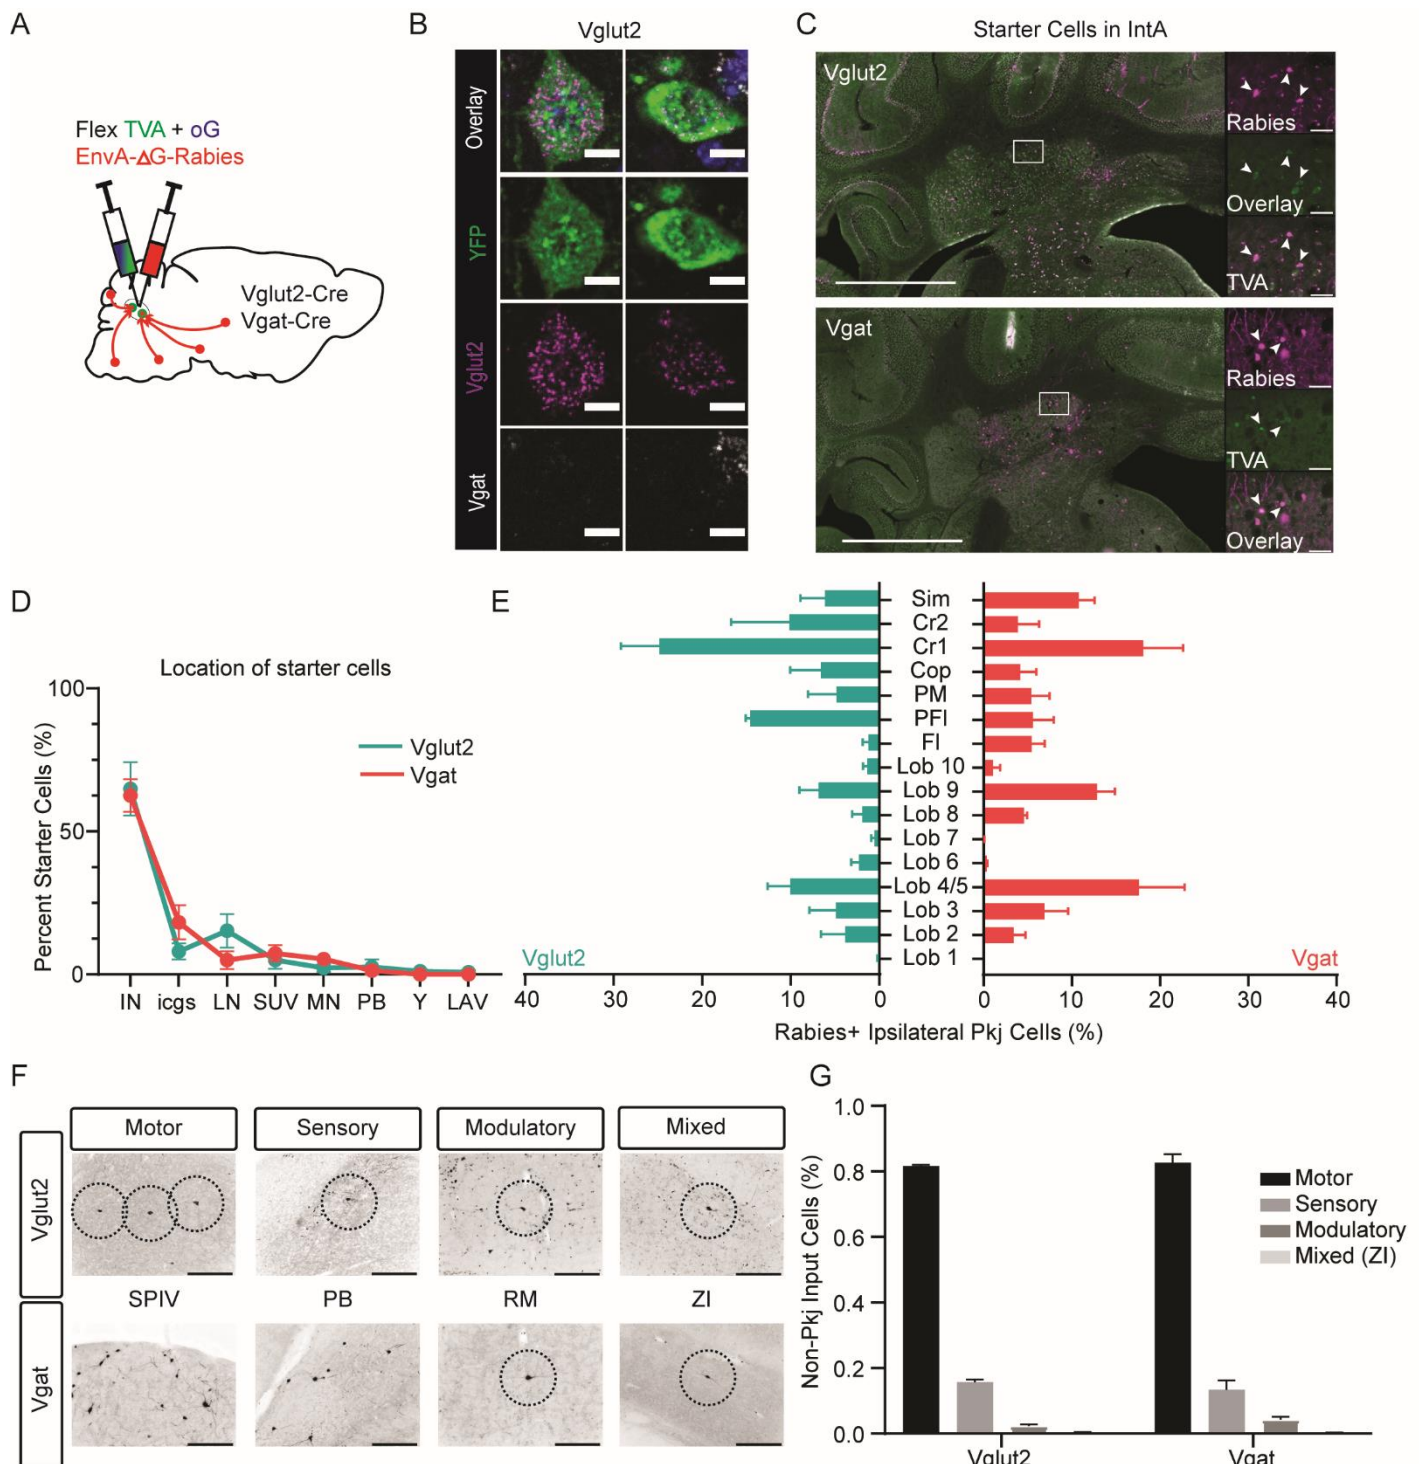 A
Flex TVA + oG
EnvA-ΔG-Rabies
Vglut2-Cre
Vgat-Cre
B
Vglut2
Overlay
YFP
Vglut2
Vgat
C
Starter Cells in IntA
Vglut2
Rabies
Overlay
TVA
Vgat
Rabies
TVA
Overlay
D
Location of starter cells
Percent Starter Cells (%)
100
50
0
Vglut2
Vgat
IN icgs LN SUV MN PB Y LAV
E
Sim
Cr2
Cr1
Cop
PM
PFl
Fl
Lob 10
Lob 9
Lob 8
Lob 7
Lob 6
Lob 4/5
Lob 3
Lob 2
Lob 1
Vglut2
Vgat
40 30 20 10 0 0 10 20 30 40
Rabies+ Ipsilateral Pkj Cells (%)
F
Motor Sensory Modulatory Mixed
Vglut2
SPIV PB RM ZI
Vgat
G
Non-Pkj Input Cells (%)
1.0
0.8
0.6
0.4
0.2
0.0
Motor
Sensory
Modulatory
Mixed (ZI)
Vglut2 Vgat